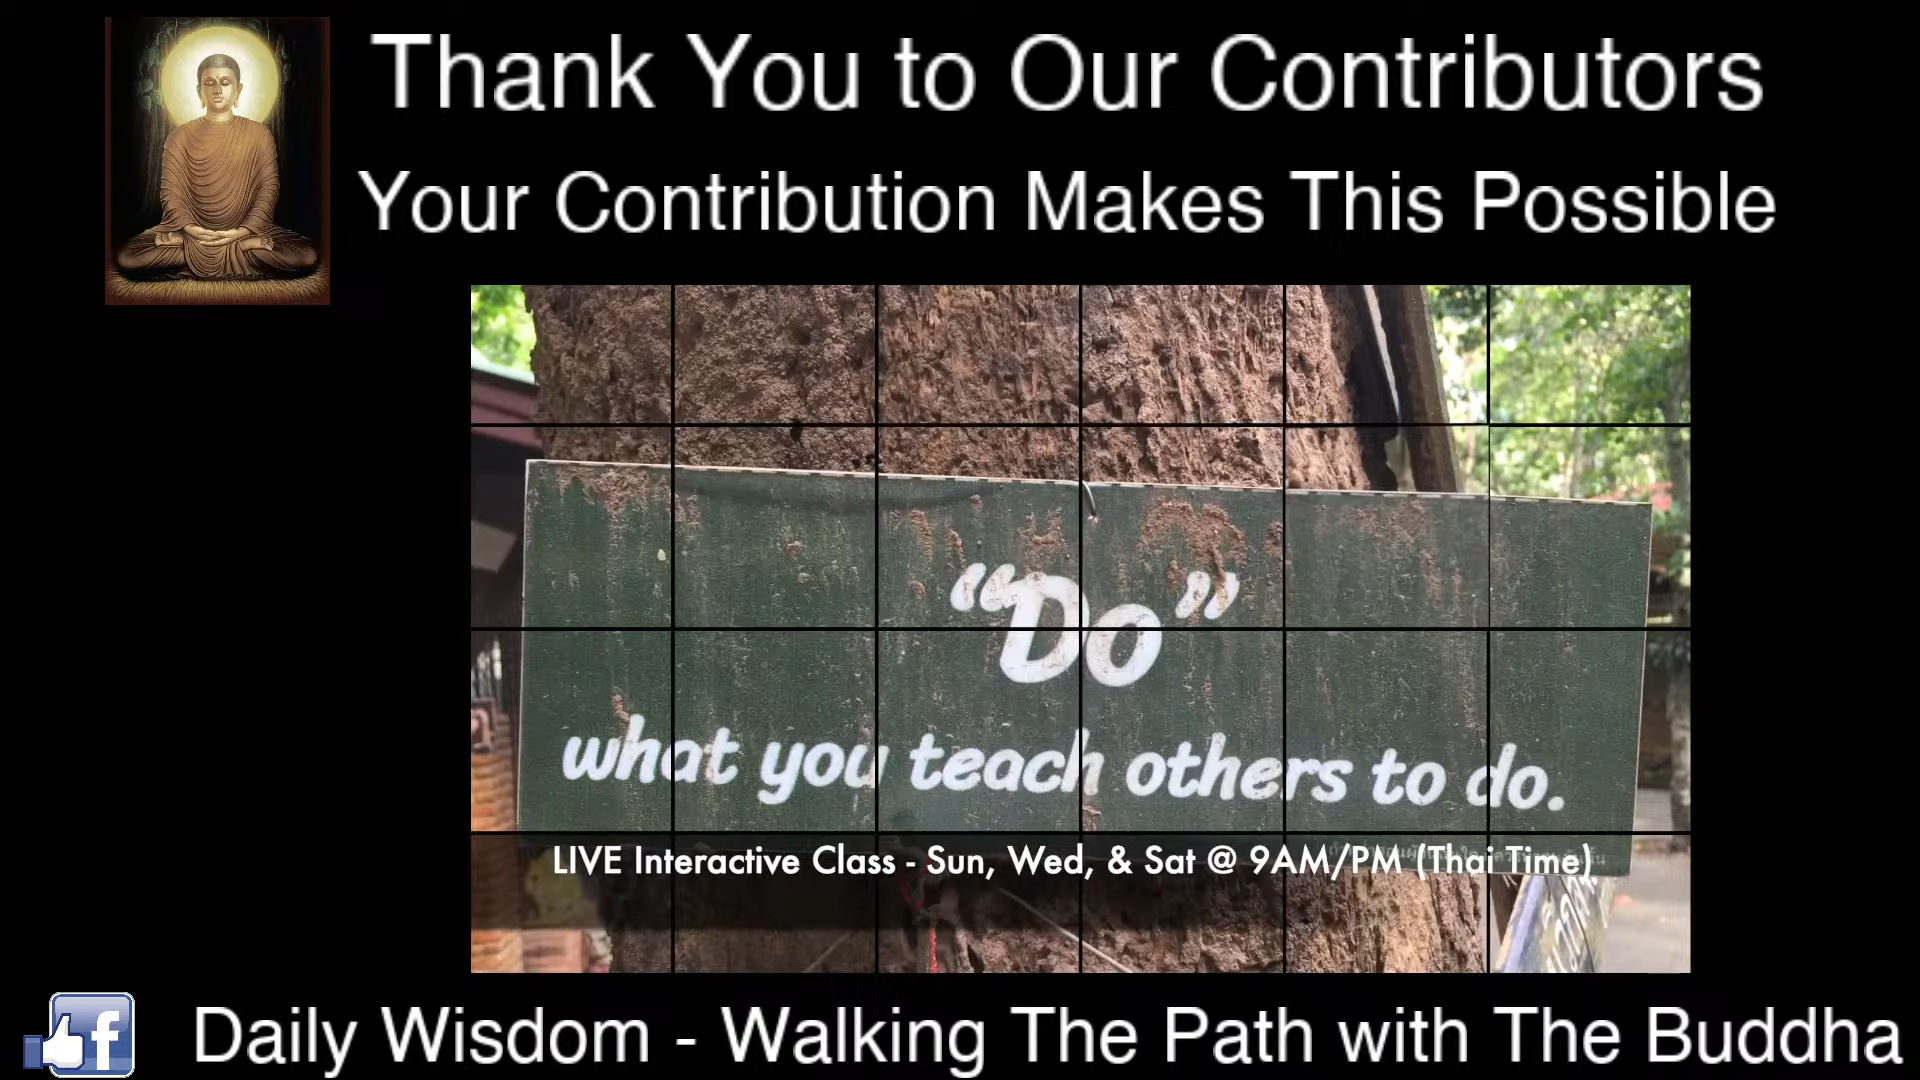 Thank You to Our Contributors
Your Contribution Makes This Possible
“Do”
what you teach others to do.
LIVE Interactive Class - Sun, Wed, & Sat @ 9AM/PM (Thai Time)
f
Daily Wisdom - Walking The Path with The Buddha